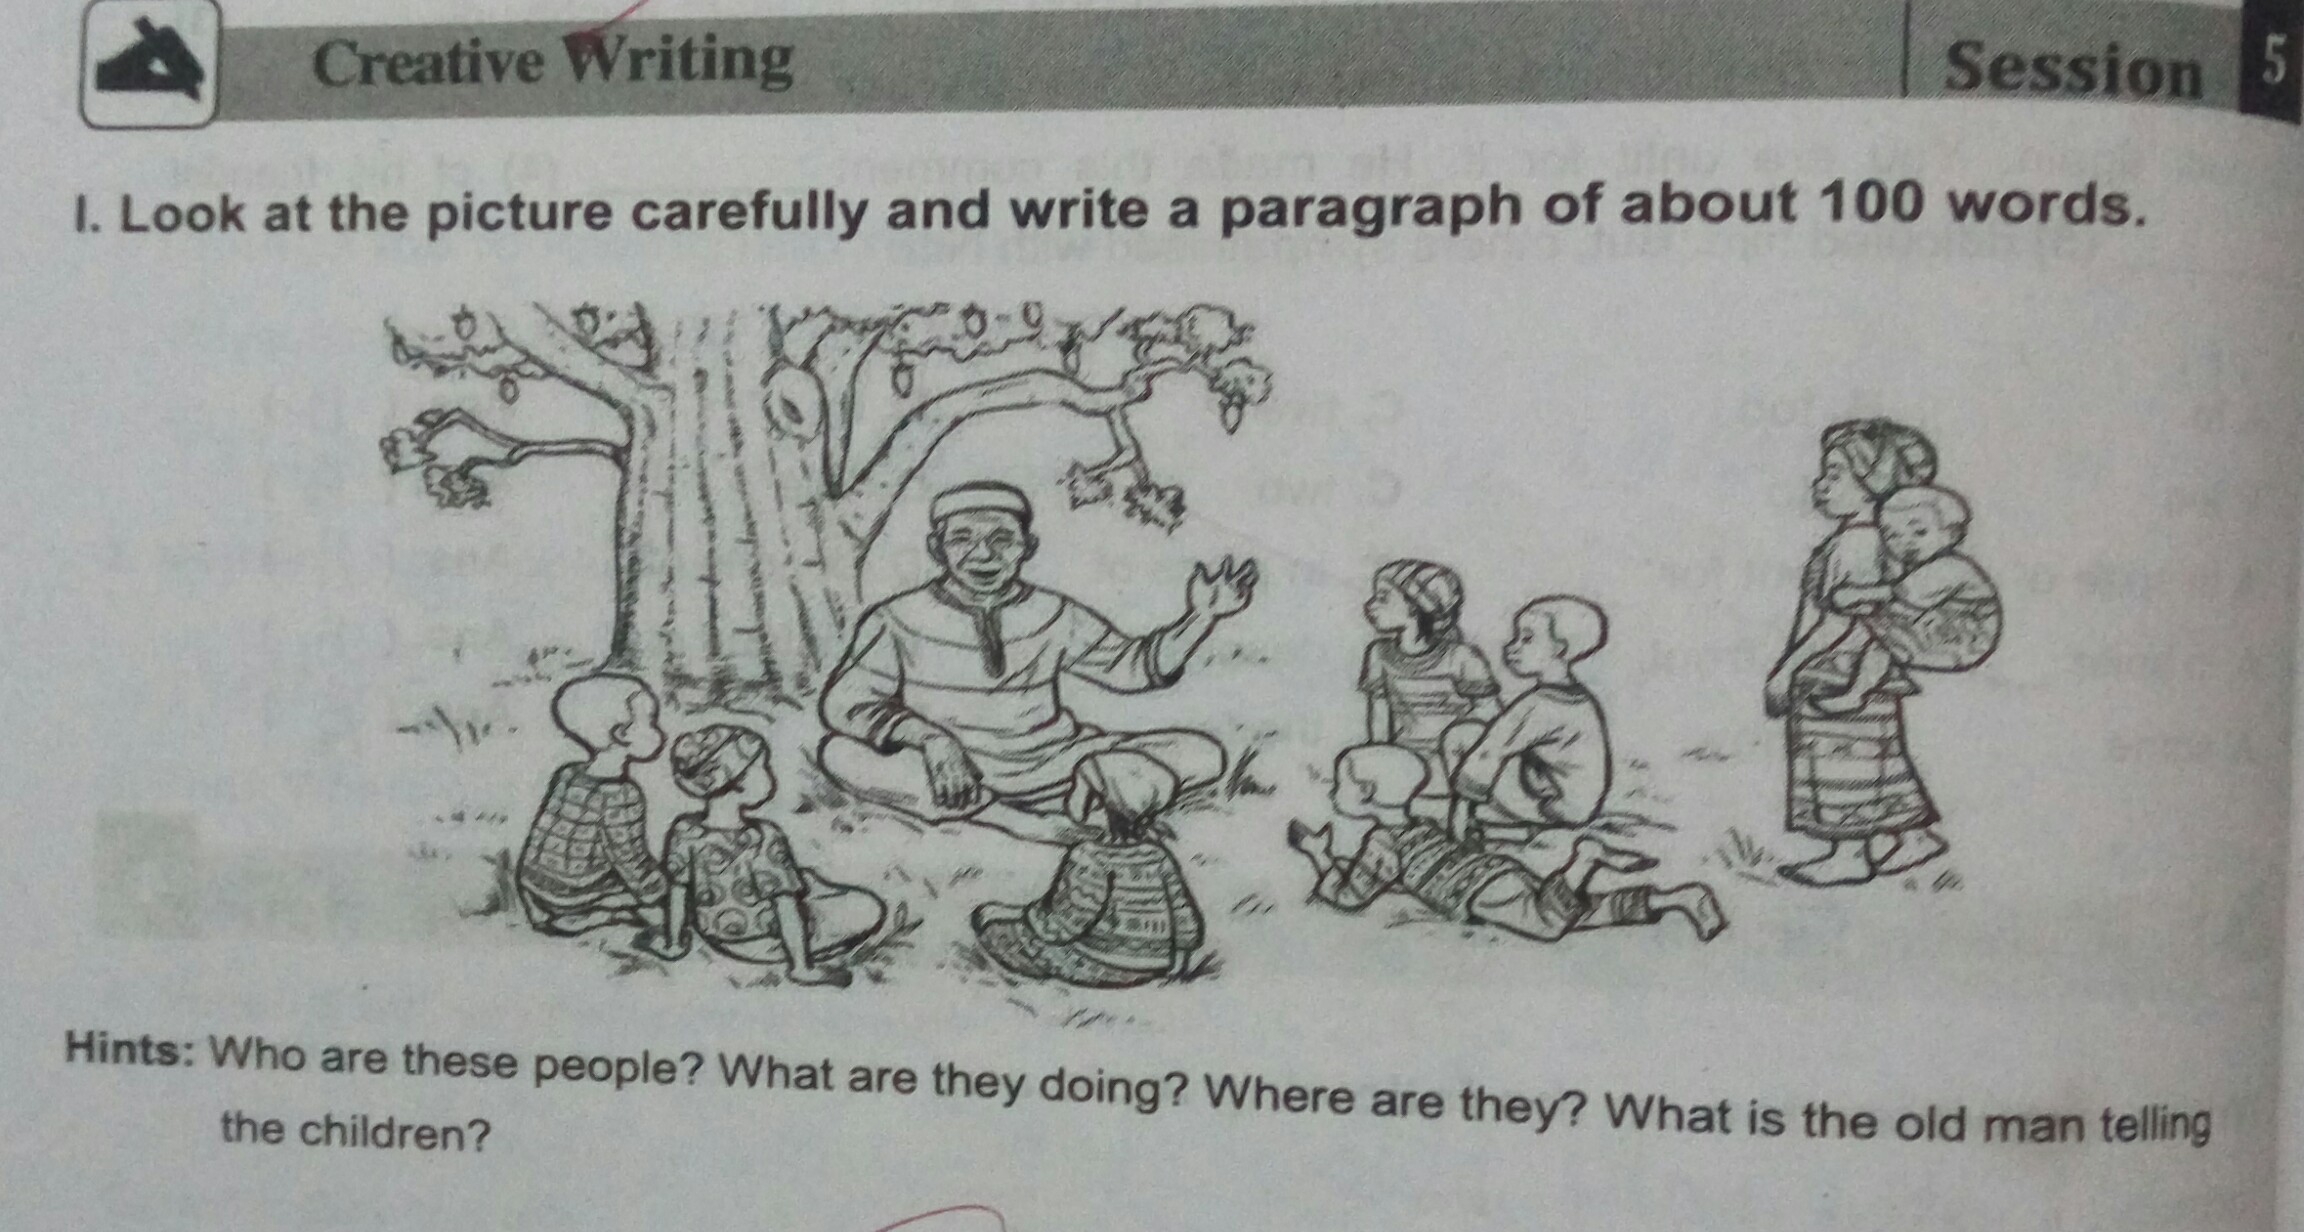 Creative Writing
Session 5
I. Look at the picture carefully and write a paragraph of about 100 words.
Hints: Who are these people? What are they doing? Where are they? What is the old man telling
the children?